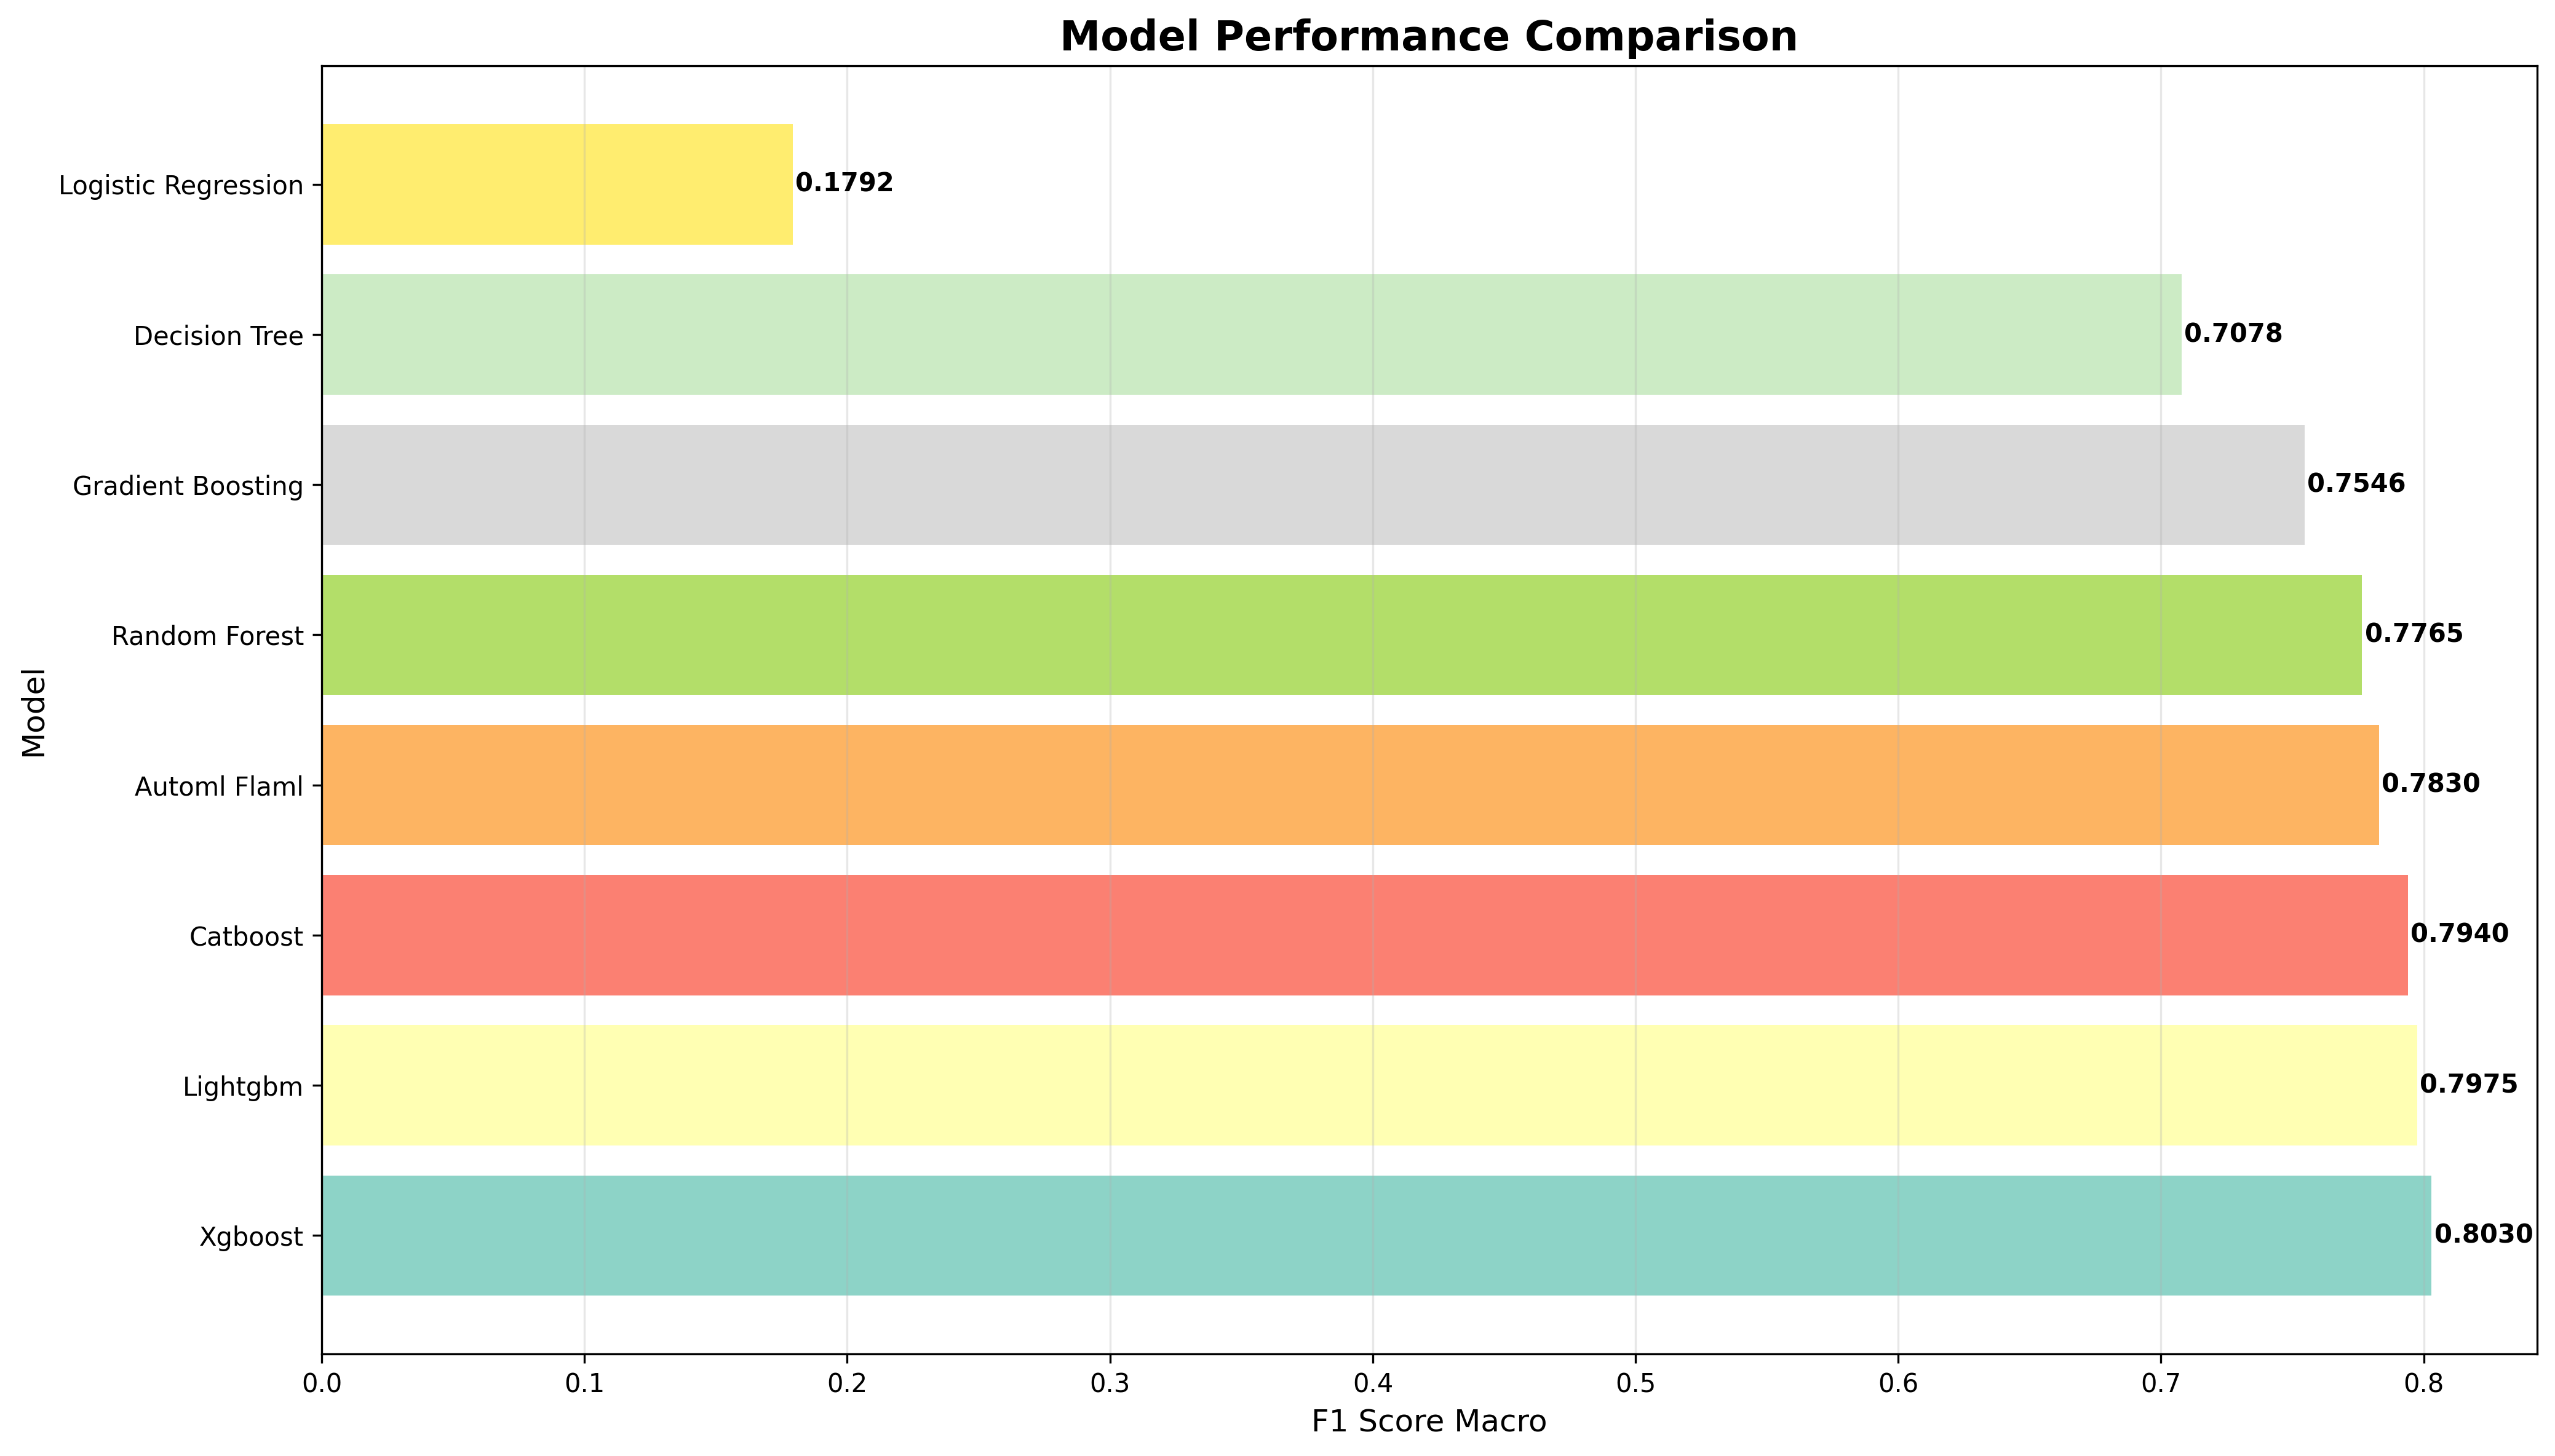 Model Performance Comparison
Logistic Regression
0.1792
Decision Tree
0.7078
Gradient Boosting
0.7546
Random Forest
0.7765
Automl Flaml
0.7830
Catboost
0.7940
Lightgbm
0.7975
Xgboost
0.8030
Model
0.0 0.1 0.2 0.3 0.4 0.5 0.6 0.7 0.8
F1 Score Macro